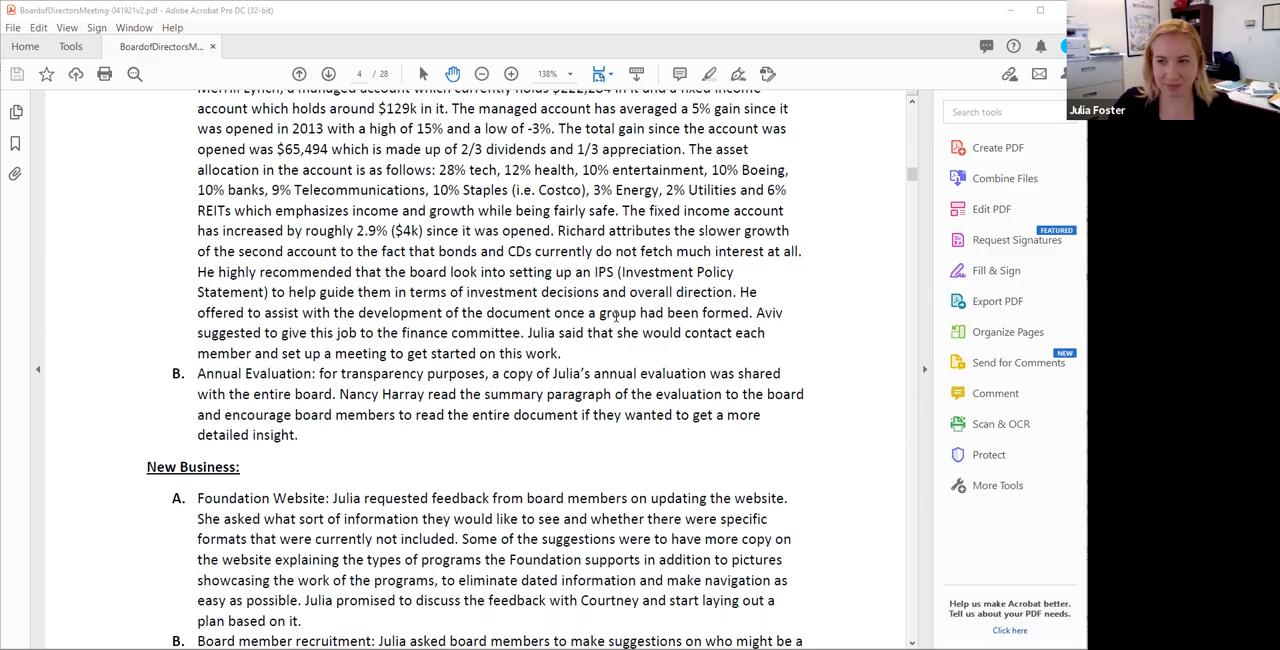 BoardofDirectorsMeeting-041921v2.pdf - Adobe Acrobat Pro DC (32-bit)
File Edit View Sign Window Help
Home Tools BoardofDirectorsM... ×
4 / 28 138%
account which holds around $129k in it. The managed account has averaged a 5% gain since it
was opened in 2013 with a high of 15% and a low of -3%. The total gain since the account was
opened was $65,494 which is made up of 2/3 dividends and 1/3 appreciation. The asset
allocation in the account is as follows: 28% tech, 12% health, 10% entertainment, 10% Boeing,
10% banks, 9% Telecommunications, 10% Staples (i.e. Costco), 3% Energy, 2% Utilities and 6%
REITs which emphasizes income and growth while being fairly safe. The fixed income account
has increased by roughly 2.9% ($4k) since it was opened. Richard attributes the slower growth
of the second account to the fact that bonds and CDs currently do not fetch much interest at all.
He highly recommended that the board look into setting up an IPS (Investment Policy
Statement) to help guide them in terms of investment decisions and overall direction. He
offered to assist with the development of the document once a group had been formed. Aviv
suggested to give this job to the finance committee. Julia said that she would contact each
member and set up a meeting to get started on this work.
B. Annual Evaluation: for transparency purposes, a copy of Julia's annual evaluation was shared
with the entire board. Nancy Harray read the summary paragraph of the evaluation to the board
and encourage board members to read the entire document if they wanted to get a more
detailed insight.
New Business:
A. Foundation Website: Julia requested feedback from board members on updating the website.
She asked what sort of information they would like to see and whether there were specific
formats that were currently not included. Some of the suggestions were to have more copy on
the website explaining the types of programs the Foundation supports in addition to pictures
showcasing the work of the programs, to eliminate dated information and make navigation as
easy as possible. Julia promised to discuss the feedback with Courtney and start laying out a
plan based on it.
B. Board member recruitment: Julia asked board members to make suggestions on who might be a
Search tools
Create PDF
Combine Files
Edit PDF
FEATURED
Request Signatures
Fill & Sign
Export PDF
Organize Pages
NEW
Send for Comments
Comment
Scan & OCR
Protect
More Tools
Help us make Acrobat better.
Tell us about your PDF needs.
Click here
Julia Foster